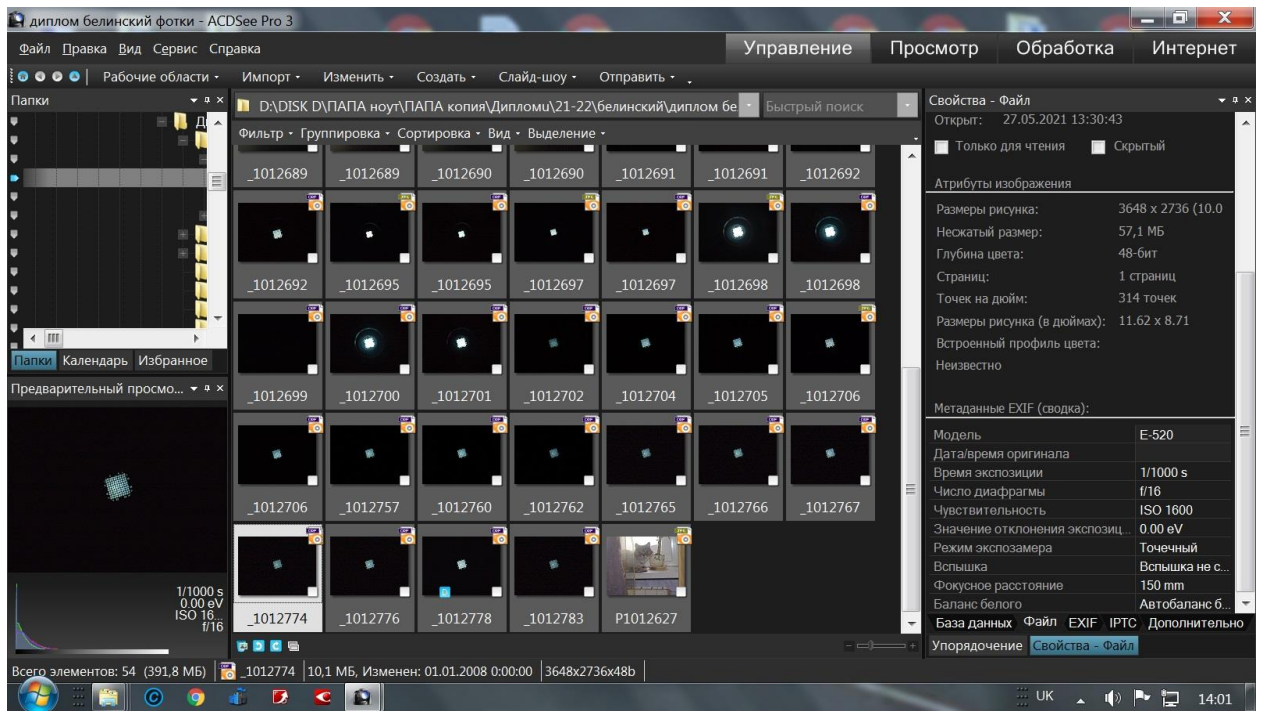 диплом белинский фотки - ACDSee Pro 3
Файл Правка Вид Сервис Справка
Управление Просмотр Обработка Интернет
Рабочие области Импорт Изменить Создать Слайд-шоу Отправить
Папки
D:\DISK D\ПАПА ноут\ПАПА копия\Дипломи\21-22\белинский\диплом бе
Быстрый поиск
Фильтр Группировка Сортировка Вид Выделение
_1012689 _1012689 _1012690 _1012690 _1012691 _1012691 _1012692
_1012692 _1012695 _1012695 _1012697 _1012697 _1012698 _1012698
_1012699 _1012700 _1012701 _1012702 _1012704 _1012705 _1012706
_1012706 _1012757 _1012760 _1012762 _1012765 _1012766 _1012767
_1012774 _1012776 _1012778 _1012783 P1012627
Папки Календарь Избранное
Предварительный просмо...
1/1000 s
0.00 eV
ISO 16...
f/16
Свойства - Файл
Открыт: 27.05.2021 13:30:43
Только для чтения Скрытый
Атрибуты изображения
Размеры рисунка: 3648 x 2736 (10.0
Несжатый размер: 57,1 МБ
Глубина цвета: 48-бит
Страниц: 1 страниц
Точек на дюйм: 314 точек
Размеры рисунка (в дюймах): 11.62 x 8.71
Встроенный профиль цвета:
Неизвестно
Метаданные EXIF (сводка):
Модель E-520
Дата/время оригинала
Время экспозиции 1/1000 s
Число диафрагмы f/16
Чувствительность ISO 1600
Значение отклонения экспозиц... 0.00 eV
Режим экспозамера Точечный
Вспышка Вспышка не с...
Фокусное расстояние 150 mm
Баланс белого Автобаланс б...
База данных Файл EXIF IPTC Дополнительно
Упорядочение Свойства - Файл
Всего элементов: 54 (391,8 МБ) _1012774 10,1 МБ, Изменен: 01.01.2008 0:00:00 3648x2736x48b
UK 14:01